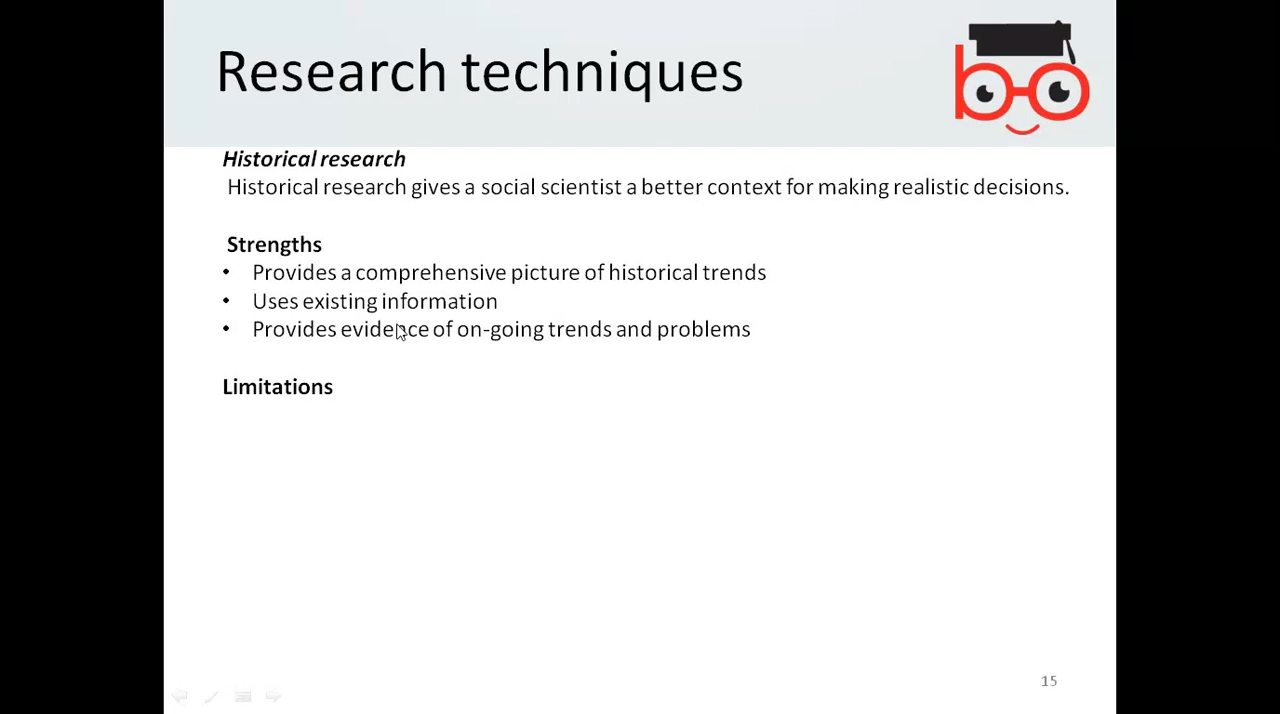 Research techniques
bo
Historical research
Historical research gives a social scientist a better context for making realistic decisions.
Strengths
• Provides a comprehensive picture of historical trends
• Uses existing information
• Provides evidence of on-going trends and problems
Limitations
15